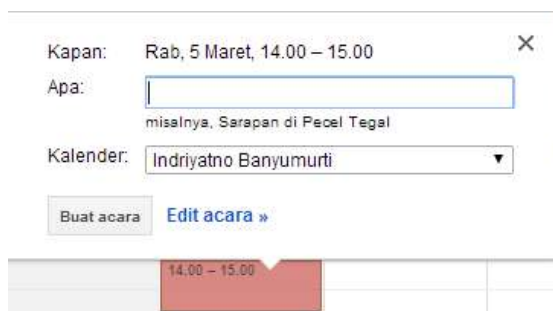 Kapan: Rab, 5 Maret, 14.00 – 15.00
Apa:
misalnya, Sarapan di Pecel Tegal
Kalender: Indriyatno Banyumurti
Buat acara Edit acara »
14.00 – 15.00